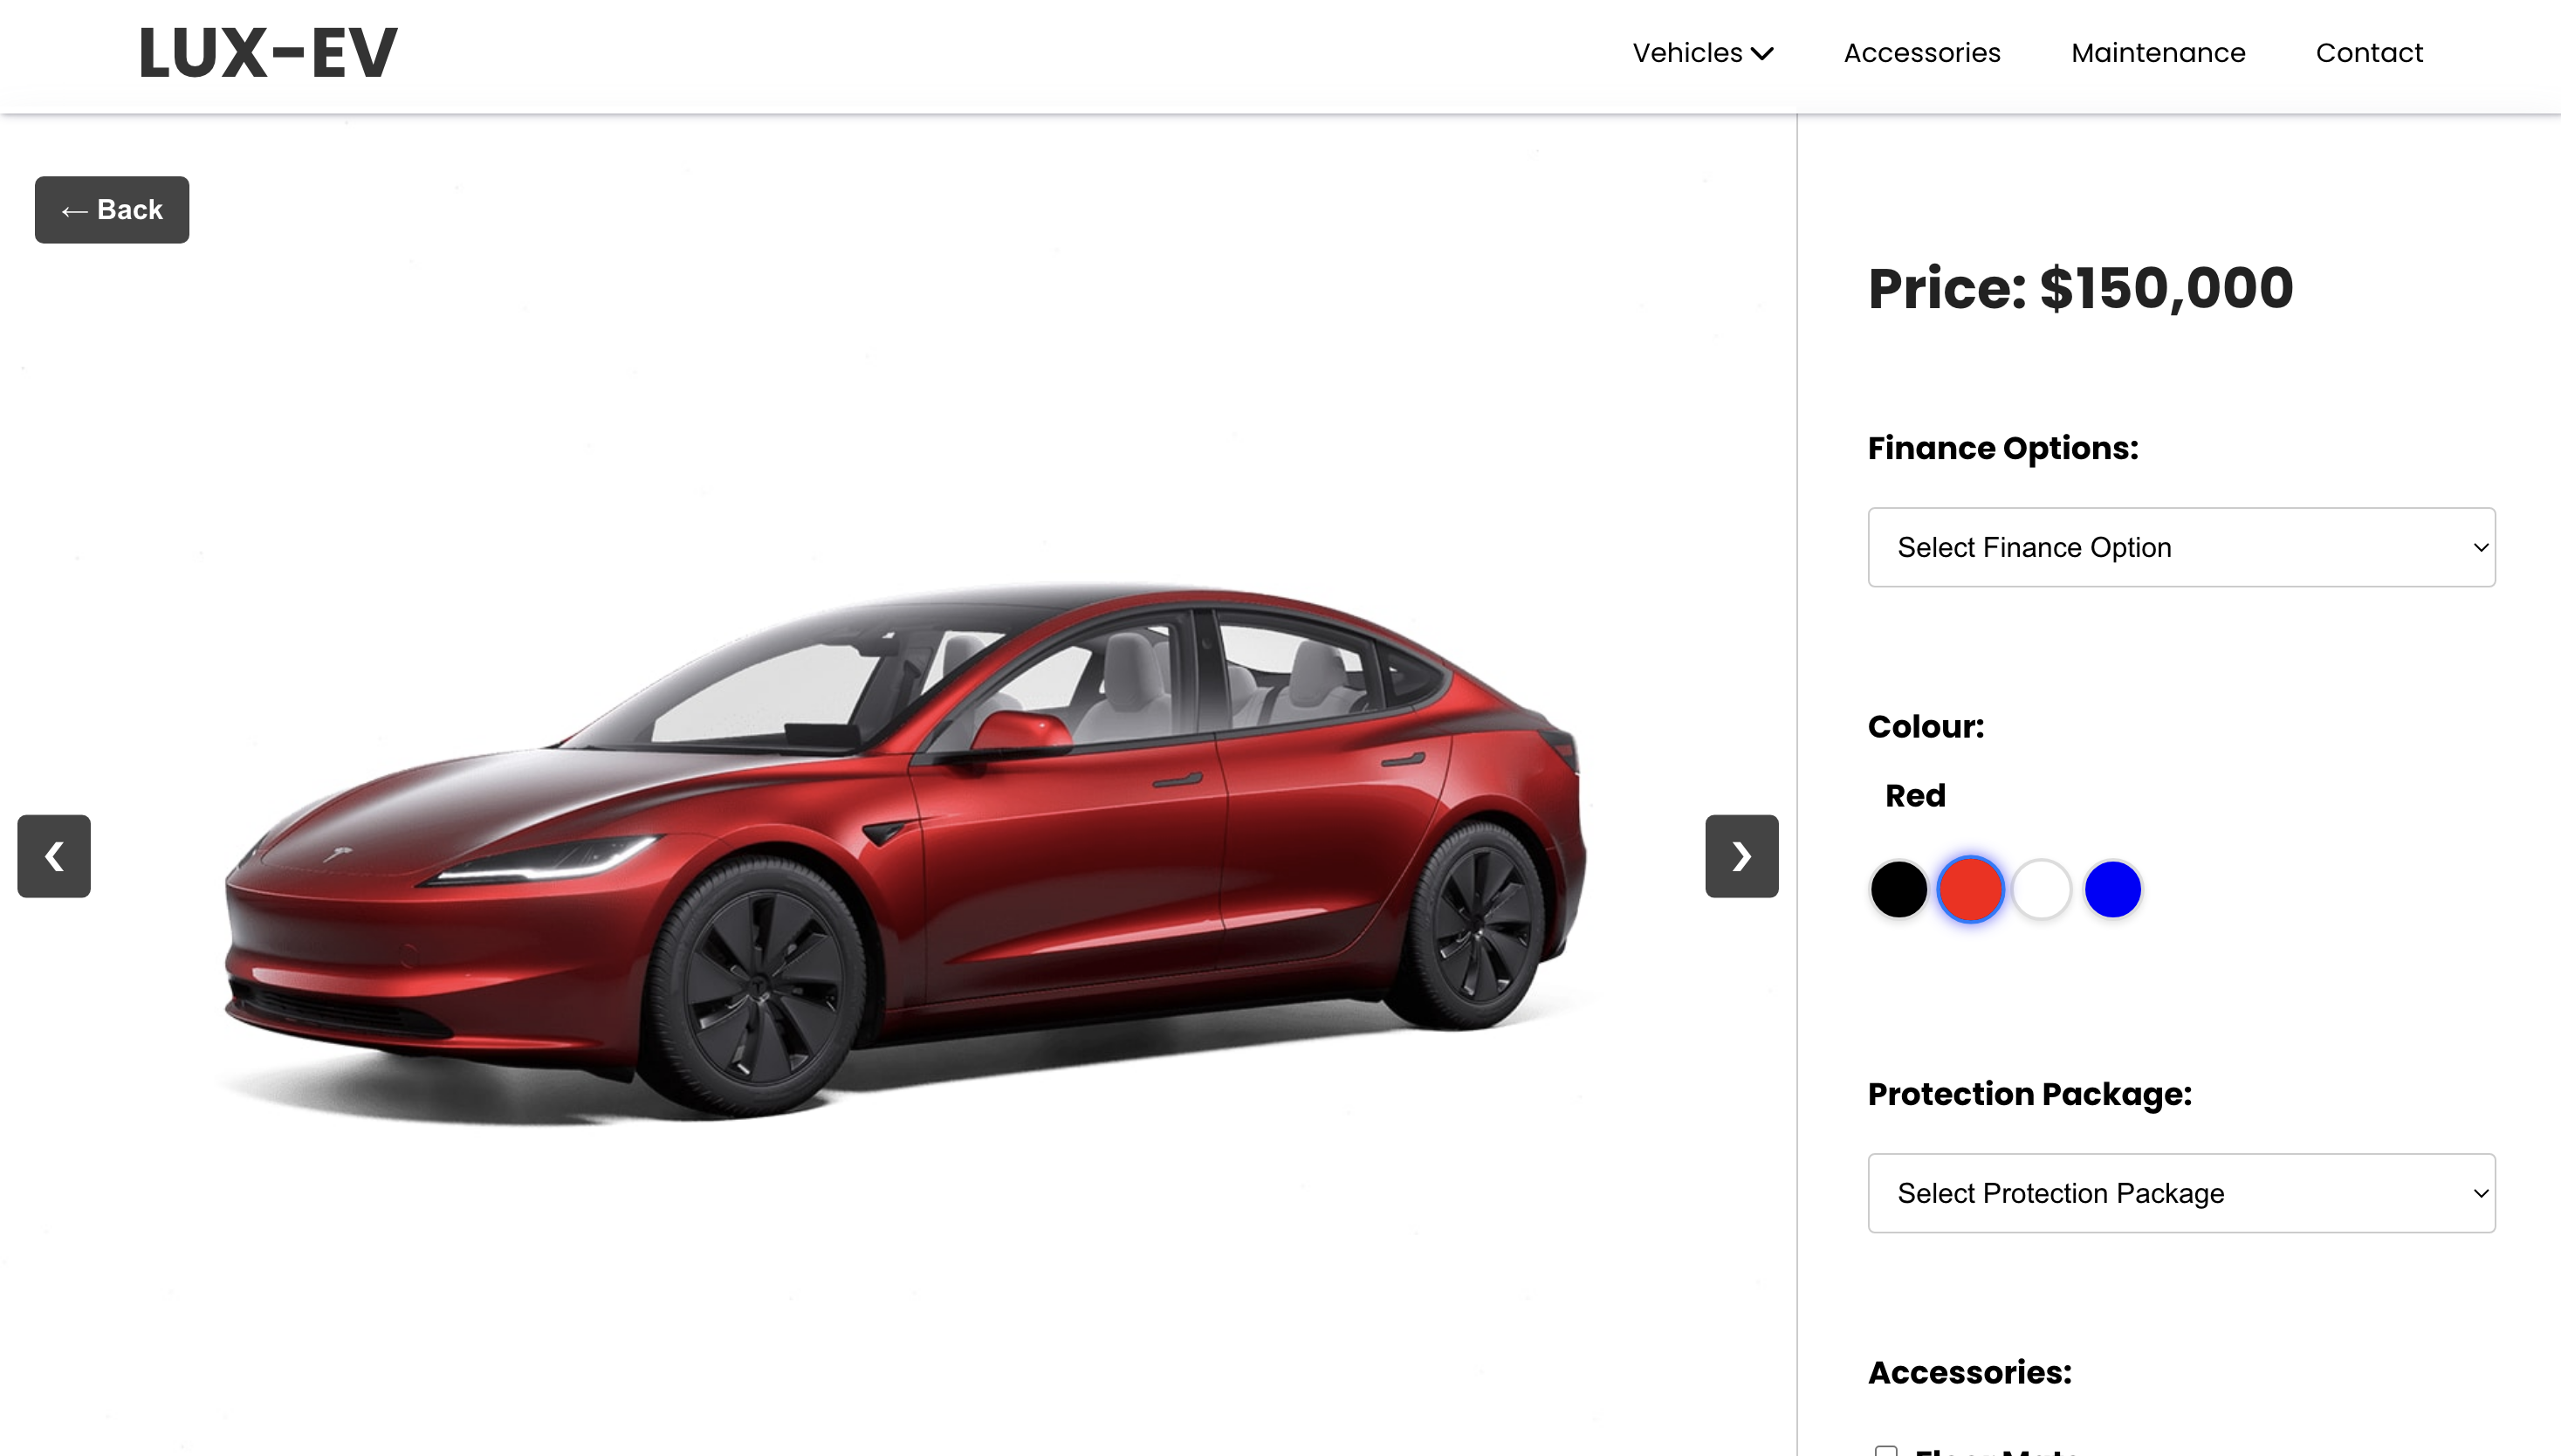 LUX-EV
Vehicles
Accessories
Maintenance
Contact
← Back
Price: $150,000
Finance Options:
Select Finance Option
Colour:
Red
Protection Package:
Select Protection Package
Accessories: